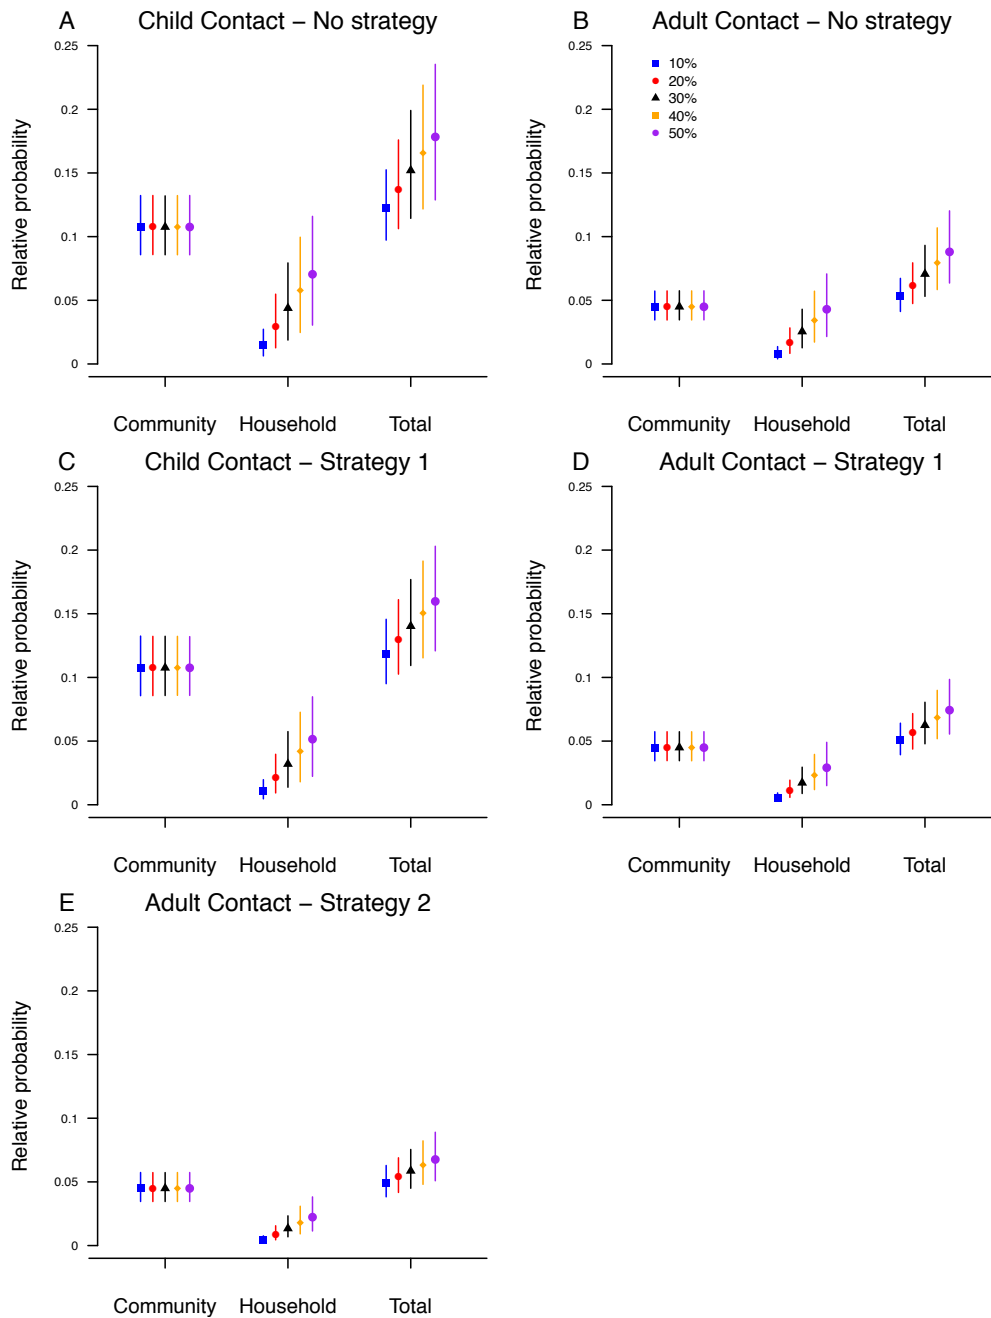 A Child Contact – No strategy
Relative probability
0.25
0.2
0.15
0.1
0.05
0
Community Household Total
B Adult Contact – No strategy
Relative probability
0.25
0.2
0.15
0.1
0.05
0
10%
20%
30%
40%
50%
Community Household Total
C Child Contact – Strategy 1
Relative probability
0.25
0.2
0.15
0.1
0.05
0
Community Household Total
D Adult Contact – Strategy 1
Relative probability
0.25
0.2
0.15
0.1
0.05
0
Community Household Total
E Adult Contact – Strategy 2
Relative probability
0.25
0.2
0.15
0.1
0.05
0
Community Household Total